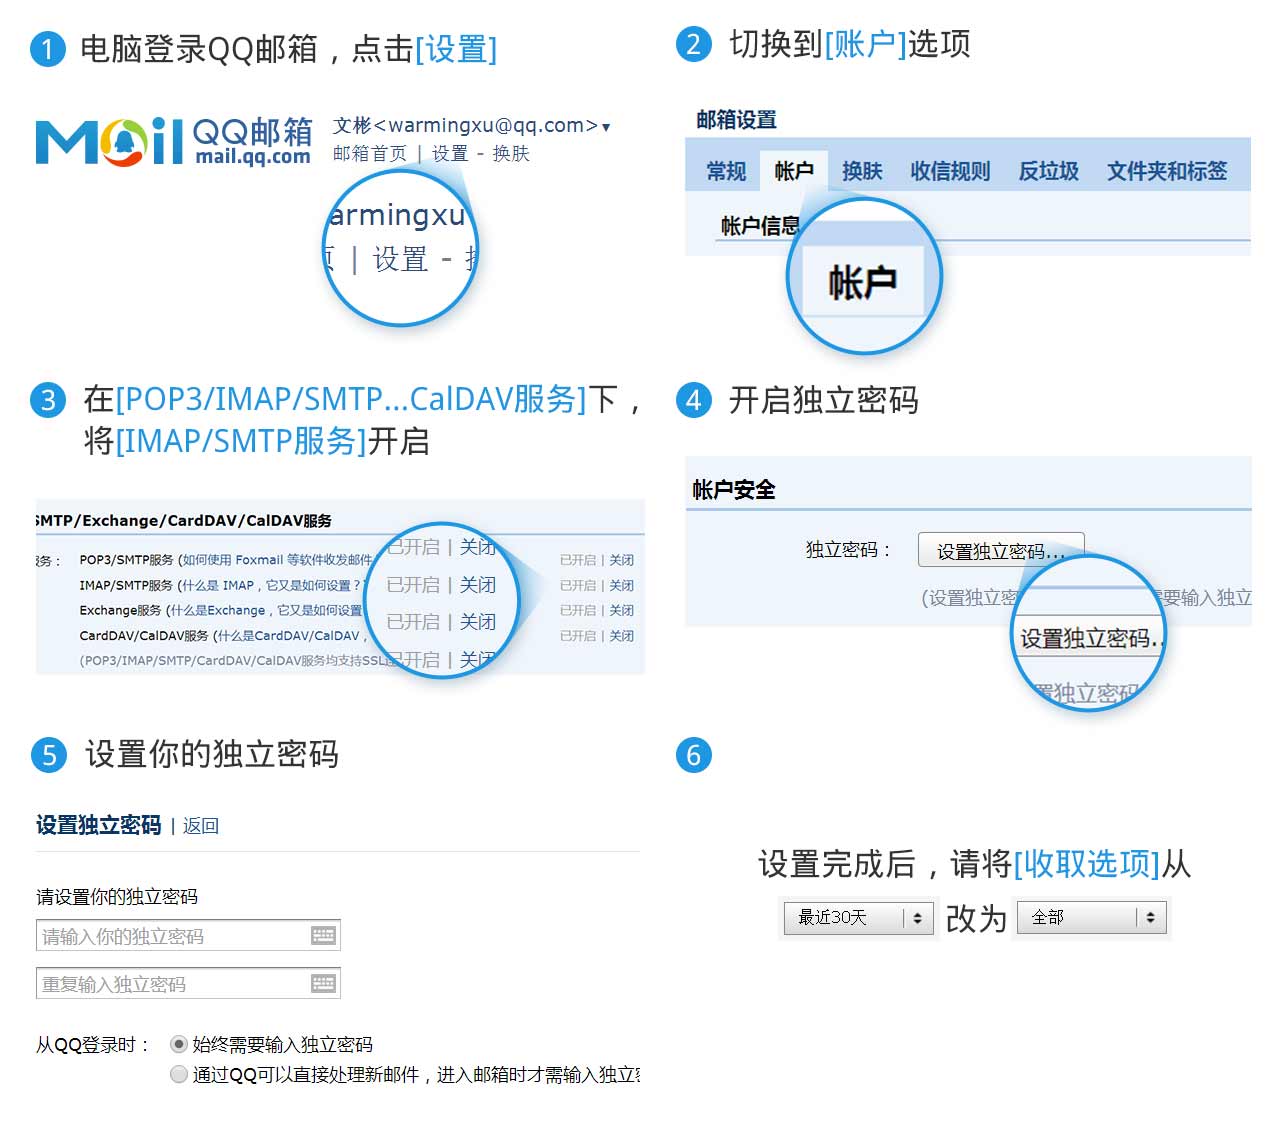 1 电脑登录QQ邮箱，点击[设置]
Mail QQ邮箱 文彬<warmingxu@qq.com>▾
mail.qq.com 邮箱首页 | 设置 - 换肤
armingxu
页 | 设置 - 换
2 切换到[账户]选项
邮箱设置
常规 帐户 换肤 收信规则 反垃圾 文件夹和标签
帐户信息
帐户
3 在[POP3/IMAP/SMTP...CalDAV服务]下，
将[IMAP/SMTP服务]开启
SMTP/Exchange/CardDAV/CalDAV服务
服务： POP3/SMTP服务 (如何使用 Foxmail 等软件收发邮件 已开启 | 关闭 已开启 | 关闭
IMAP/SMTP服务 (什么是 IMAP，它又是如何设置？ 已开启 | 关闭 已开启 | 关闭
Exchange服务 (什么是Exchange，它又是如何设置 已开启 | 关闭 已开启 | 关闭
CardDAV/CalDAV服务 (什么是CardDAV/CalDAV， 已开启 | 关闭 已开启 | 关闭
(POP3/IMAP/SMTP/CardDAV/CalDAV服务均支持SSL
4 开启独立密码
帐户安全
独立密码： 设置独立密码...
(设置独立密 需要输入独立
设置独立密码..
置独立密码
5 设置你的独立密码
设置独立密码 | 返回
请设置你的独立密码
请输入你的独立密码
重复输入独立密码
从QQ登录时： 始终需要输入独立密码
通过QQ可以直接处理新邮件，进入邮箱时才需输入独立密
6
设置完成后，请将[收取选项]从
最近30天 改为 全部